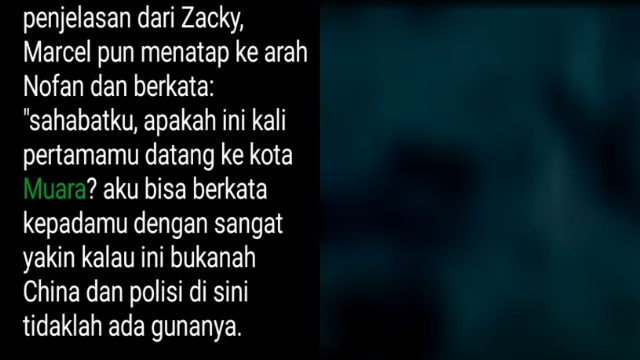 penjelasan dari Zacky,
Marcel pun menatap ke arah
Nofan dan berkata:
"sahabatku, apakah ini kali
pertamamu datang ke kota
Muara? aku bisa berkata
kepadamu dengan sangat
yakin kalau ini bukanah
China dan polisi di sini
tidaklah ada gunanya.